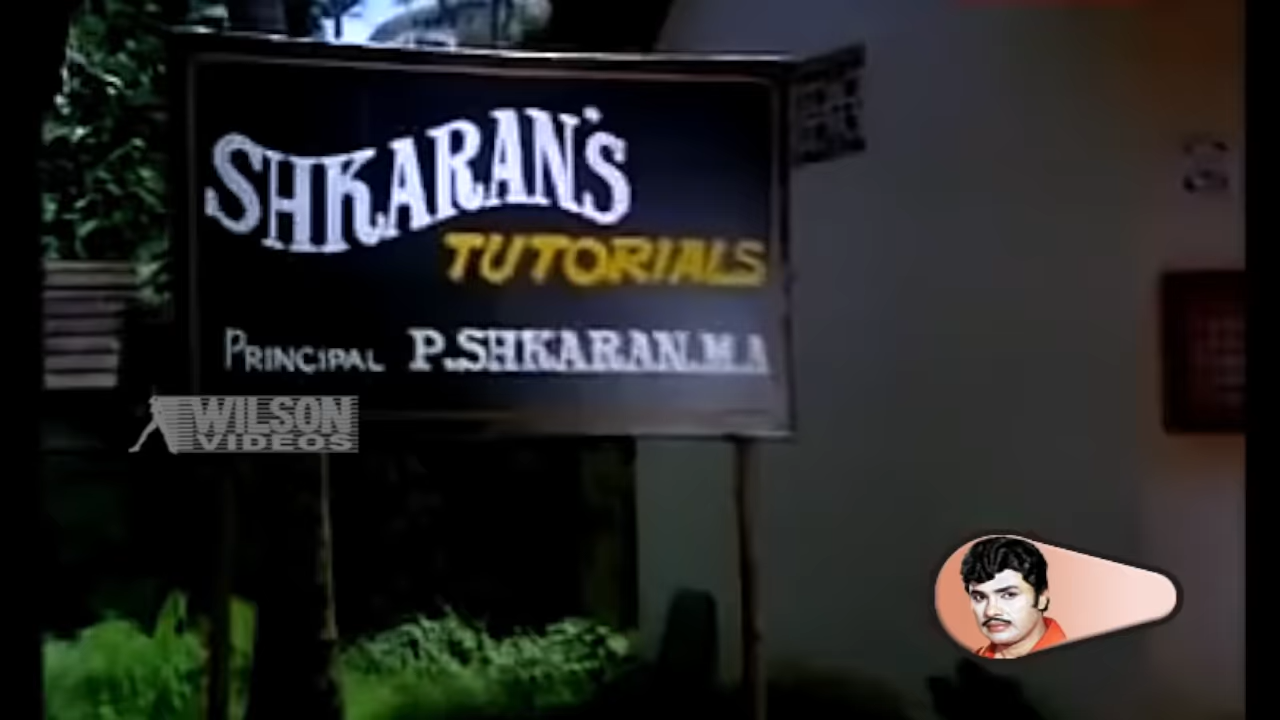 SHKARAN'S
TUTORIALS
PRINCIPAL P.SHKARAN.M.A
WILSON
VIDEOS